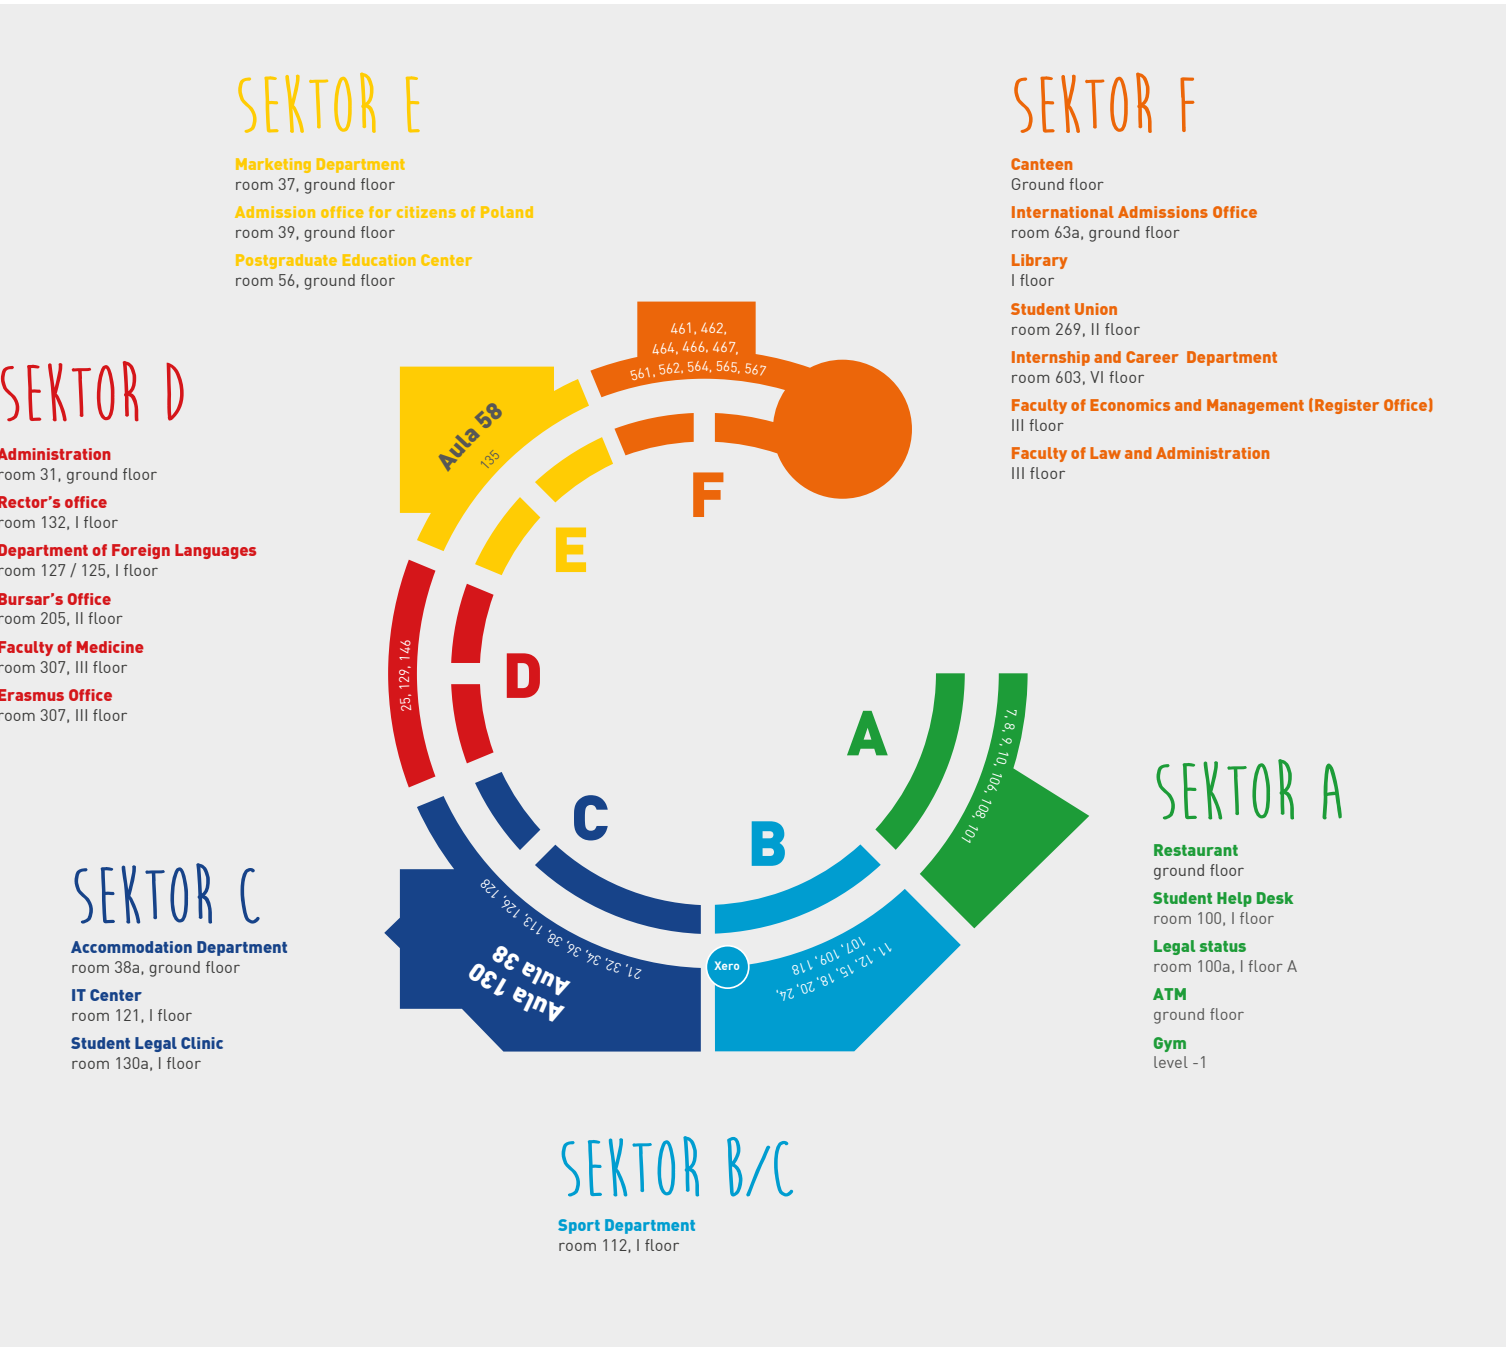 SEKTOR E
Marketing Department
room 37, ground floor
Admission office for citizens of Poland
room 39, ground floor
Postgraduate Education Center
room 56, ground floor
SEKTOR F
Canteen
Ground floor
International Admissions Office
room 63a, ground floor
Library
I floor
Student Union
room 269, II floor
Internship and Career Department
room 603, VI floor
Faculty of Economics and Management (Register Office)
III floor
Faculty of Law and Administration
III floor
SEKTOR D
Administration
room 31, ground floor
Rector's office
room 132, I floor
Department of Foreign Languages
room 127 / 125, I floor
Bursar's Office
room 205, II floor
Faculty of Medicine
room 307, III floor
Erasmus Office
room 307, III floor
461, 462,
464, 466, 467,
561, 562, 564, 565, 567
Aula 58
135
F
E
25, 129, 146
D
A
7, 8, 9, 10, 106, 108, 101
C
B
21, 32, 34, 36, 38, 113, 126, 128
Aula 38
Aula 130
Xero
11, 12, 15, 18, 20, 24,
107, 109, 118
SEKTOR A
Restaurant
ground floor
Student Help Desk
room 100, I floor
Legal status
room 100a, I floor A
ATM
ground floor
Gym
level -1
SEKTOR C
Accommodation Department
room 38a, ground floor
IT Center
room 121, I floor
Student Legal Clinic
room 130a, I floor
SEKTOR B/C
Sport Department
room 112, I floor